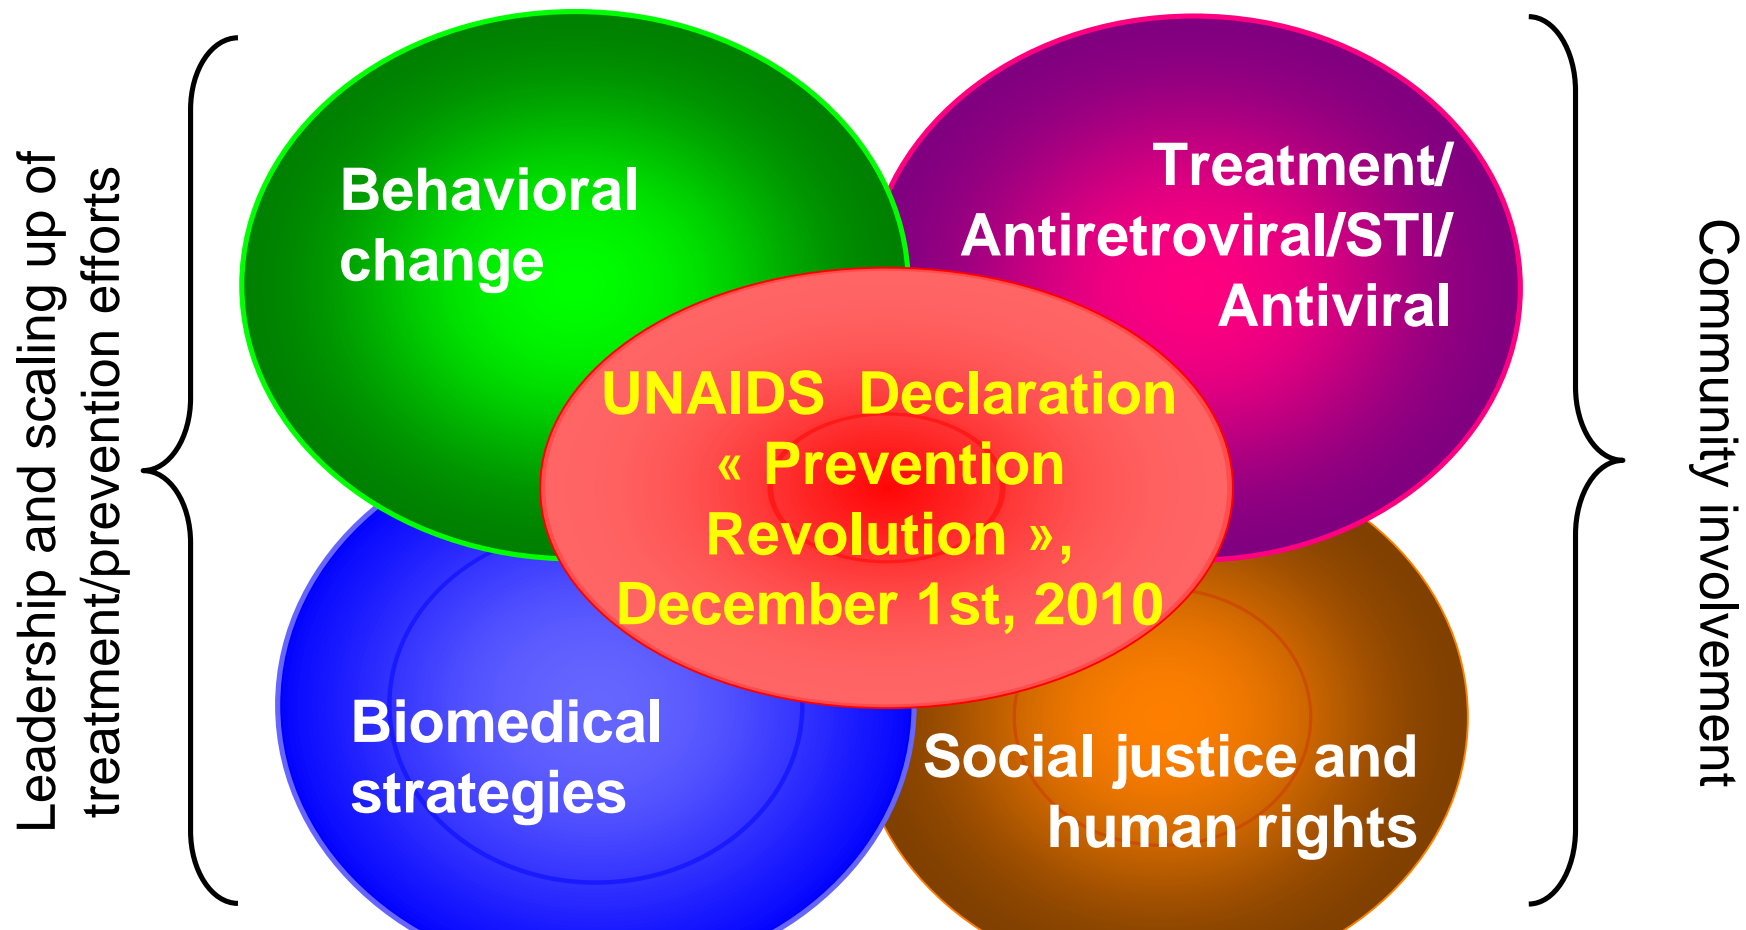 Leadership and scaling up of
treatment/prevention efforts
Behavioral
change
Treatment/
Antiretroviral/STI/
Antiviral
UNAIDS  Declaration
« Prevention
Revolution »,
December 1st, 2010
Biomedical
strategies
Social justice and
human rights
Community involvement